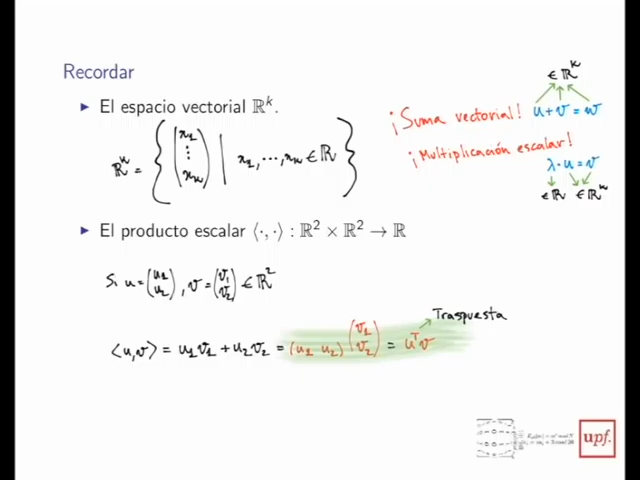 Recordar
▶ El espacio vectorial ℝᵏ.
ℝᵏ = { (x₁ ⋮ xₖ) | x₁, ⋯, xₖ ∈ ℝ }
∈ ℝᵏ
¡Suma vectorial! u + v = w
¡Multiplicación escalar!
λ · u = v
∈ ℝ ∈ ℝᵏ
▶ El producto escalar ⟨·, ·⟩ : ℝ² × ℝ² → ℝ
Si u = (u₁ u₂), v = (v₁ v₂) ∈ ℝ²
Traspuesta
⟨u,v⟩ = u₁v₁ + u₂v₂ = (u₁ u₂) (v₁ v₂) = uᵀv
upf.